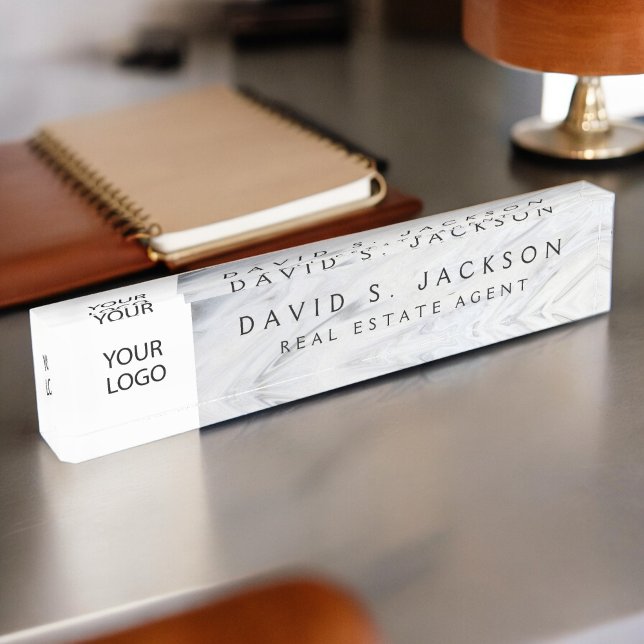 YOUR
LOGO
DAVID S. JACKSON
REAL ESTATE AGENT